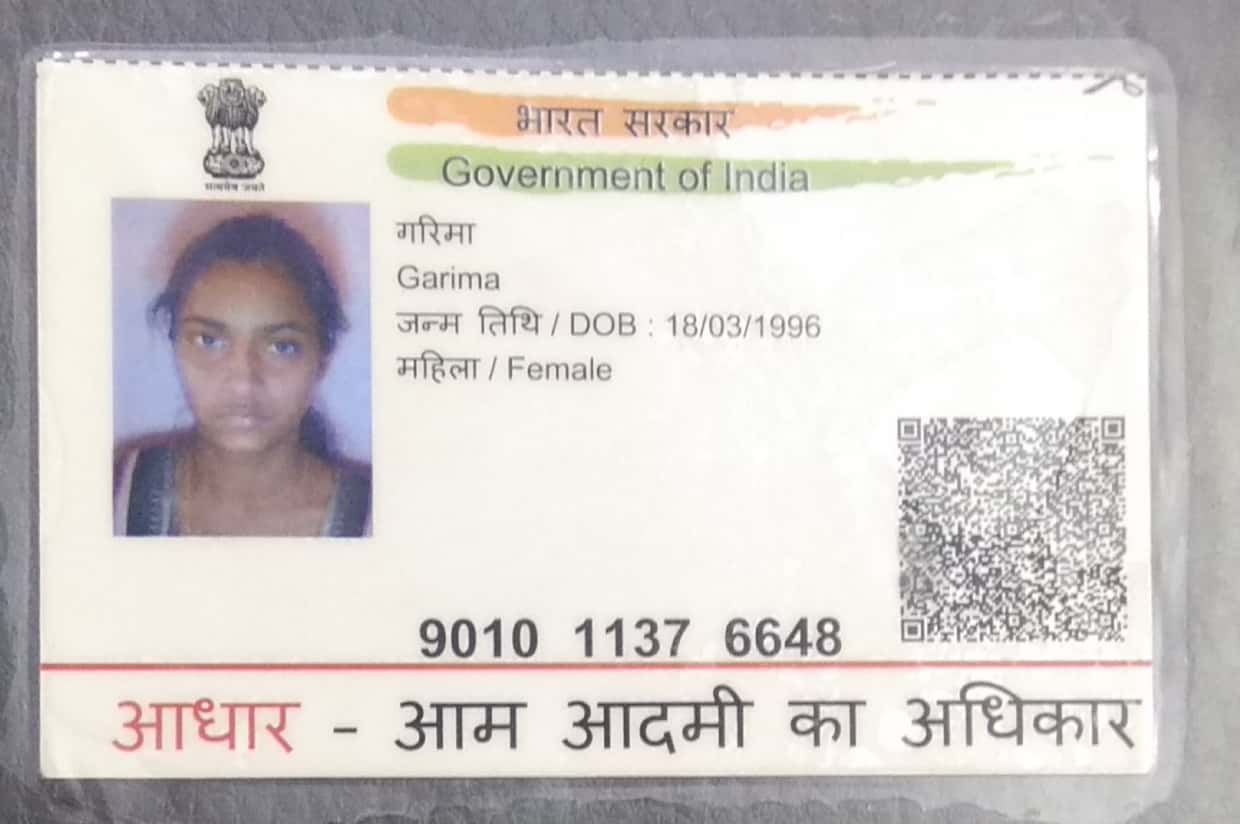 सत्यमेव जयते
भारत सरकार
Government of India
गरिमा
Garima
जन्म तिथि / DOB : 18/03/1996
महिला / Female
9010 1137 6648
आधार - आम आदमी का अधिकार